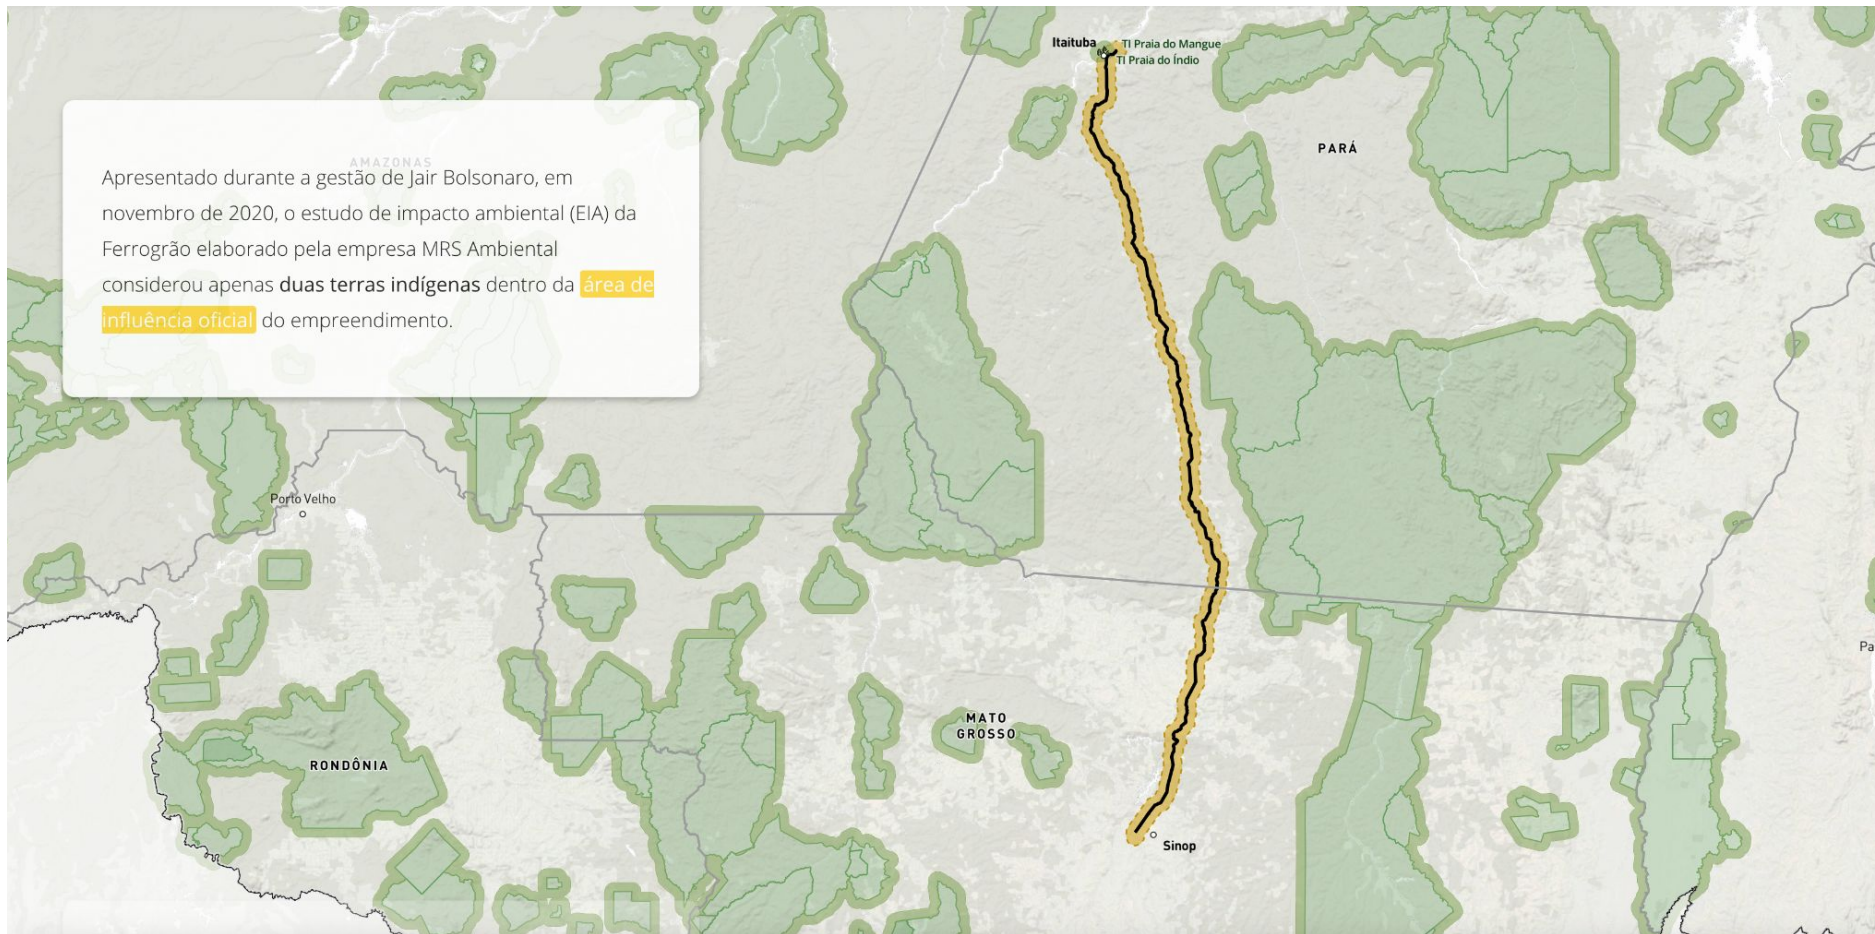 Itaituba
TI Praia do Mangue
TI Praia do Índio
PARÁ
AMAZONAS
Apresentado durante a gestão de Jair Bolsonaro, em
novembro de 2020, o estudo de impacto ambiental (EIA) da
Ferrogrão elaborado pela empresa MRS Ambiental
considerou apenas duas terras indígenas dentro da área de
influência oficial do empreendimento.
Porto Velho
Pa
MATO
GROSSO
RONDÔNIA
Sinop